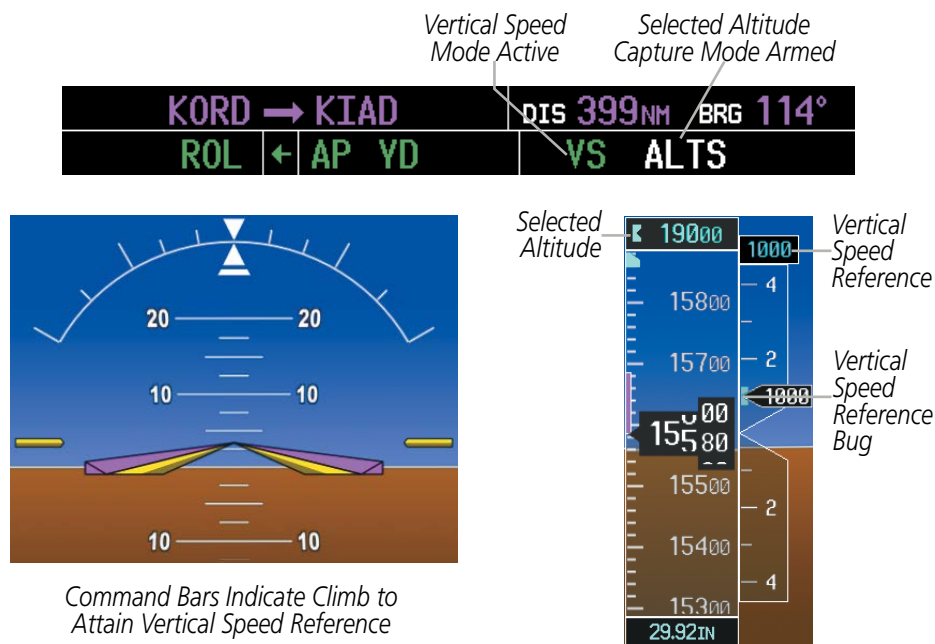 Vertical Speed
Mode Active
Selected Altitude
Capture Mode Armed
KORD → KIAD DIS 399NM BRG 114°
ROL ← AP YD VS ALTS
20 20
10 10
10 10
Command Bars Indicate Climb to
Attain Vertical Speed Reference
Selected
Altitude
19000
1000
Vertical
Speed
Reference
4
15800
15700
2
1000
Vertical
Speed
Reference
Bug
00
155 80
15500
2
15400
4
15300
29.92IN